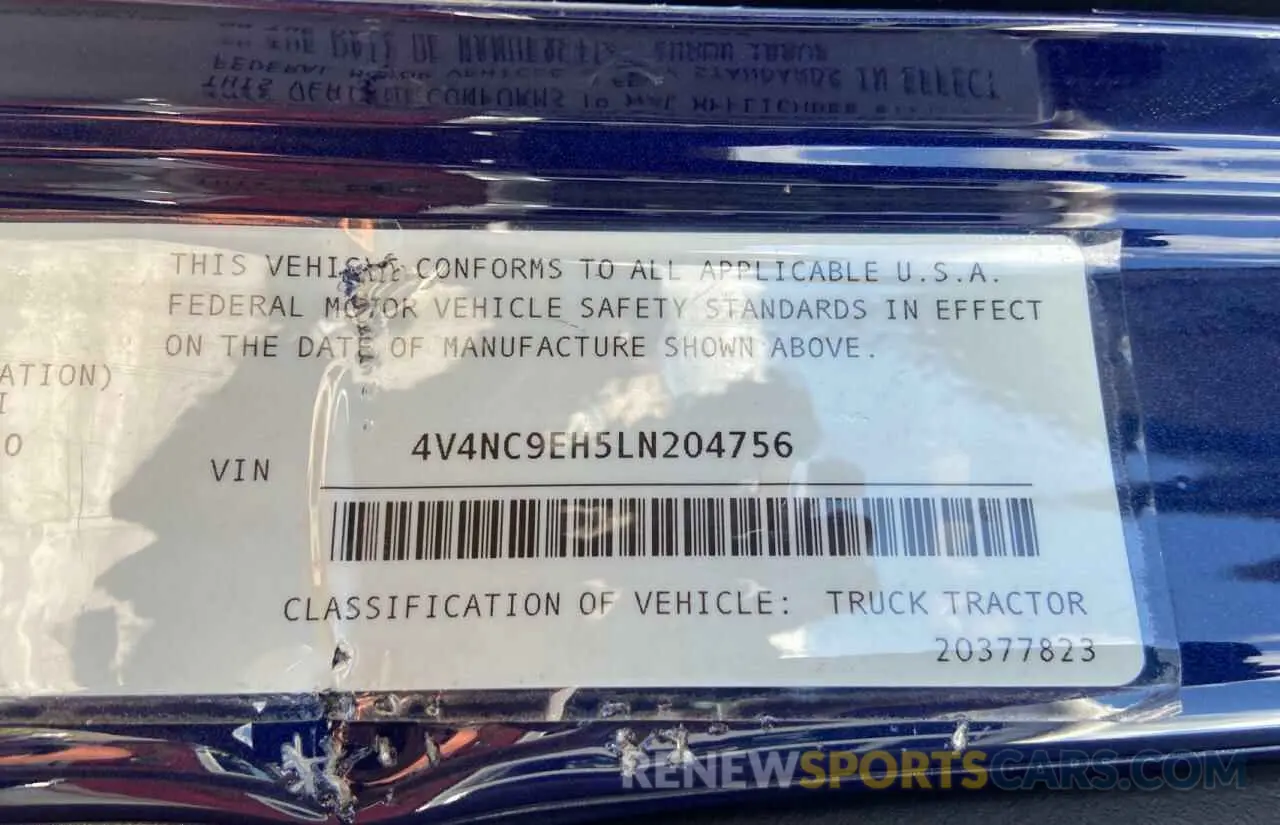 THIS VEHICLE CONFORMS TO ALL APPLICABLE U.S.A.
FEDERAL MOTOR VEHICLE SAFETY STANDARDS IN EFFECT
ON THE DATE OF MANUFACTURE SHOWN ABOVE.
ATION)
I
O
4V4NC9EH5LN204756
VIN
CLASSIFICATION OF VEHICLE: TRUCK TRACTOR
20377823
RENEWSPORTSCARS.COM